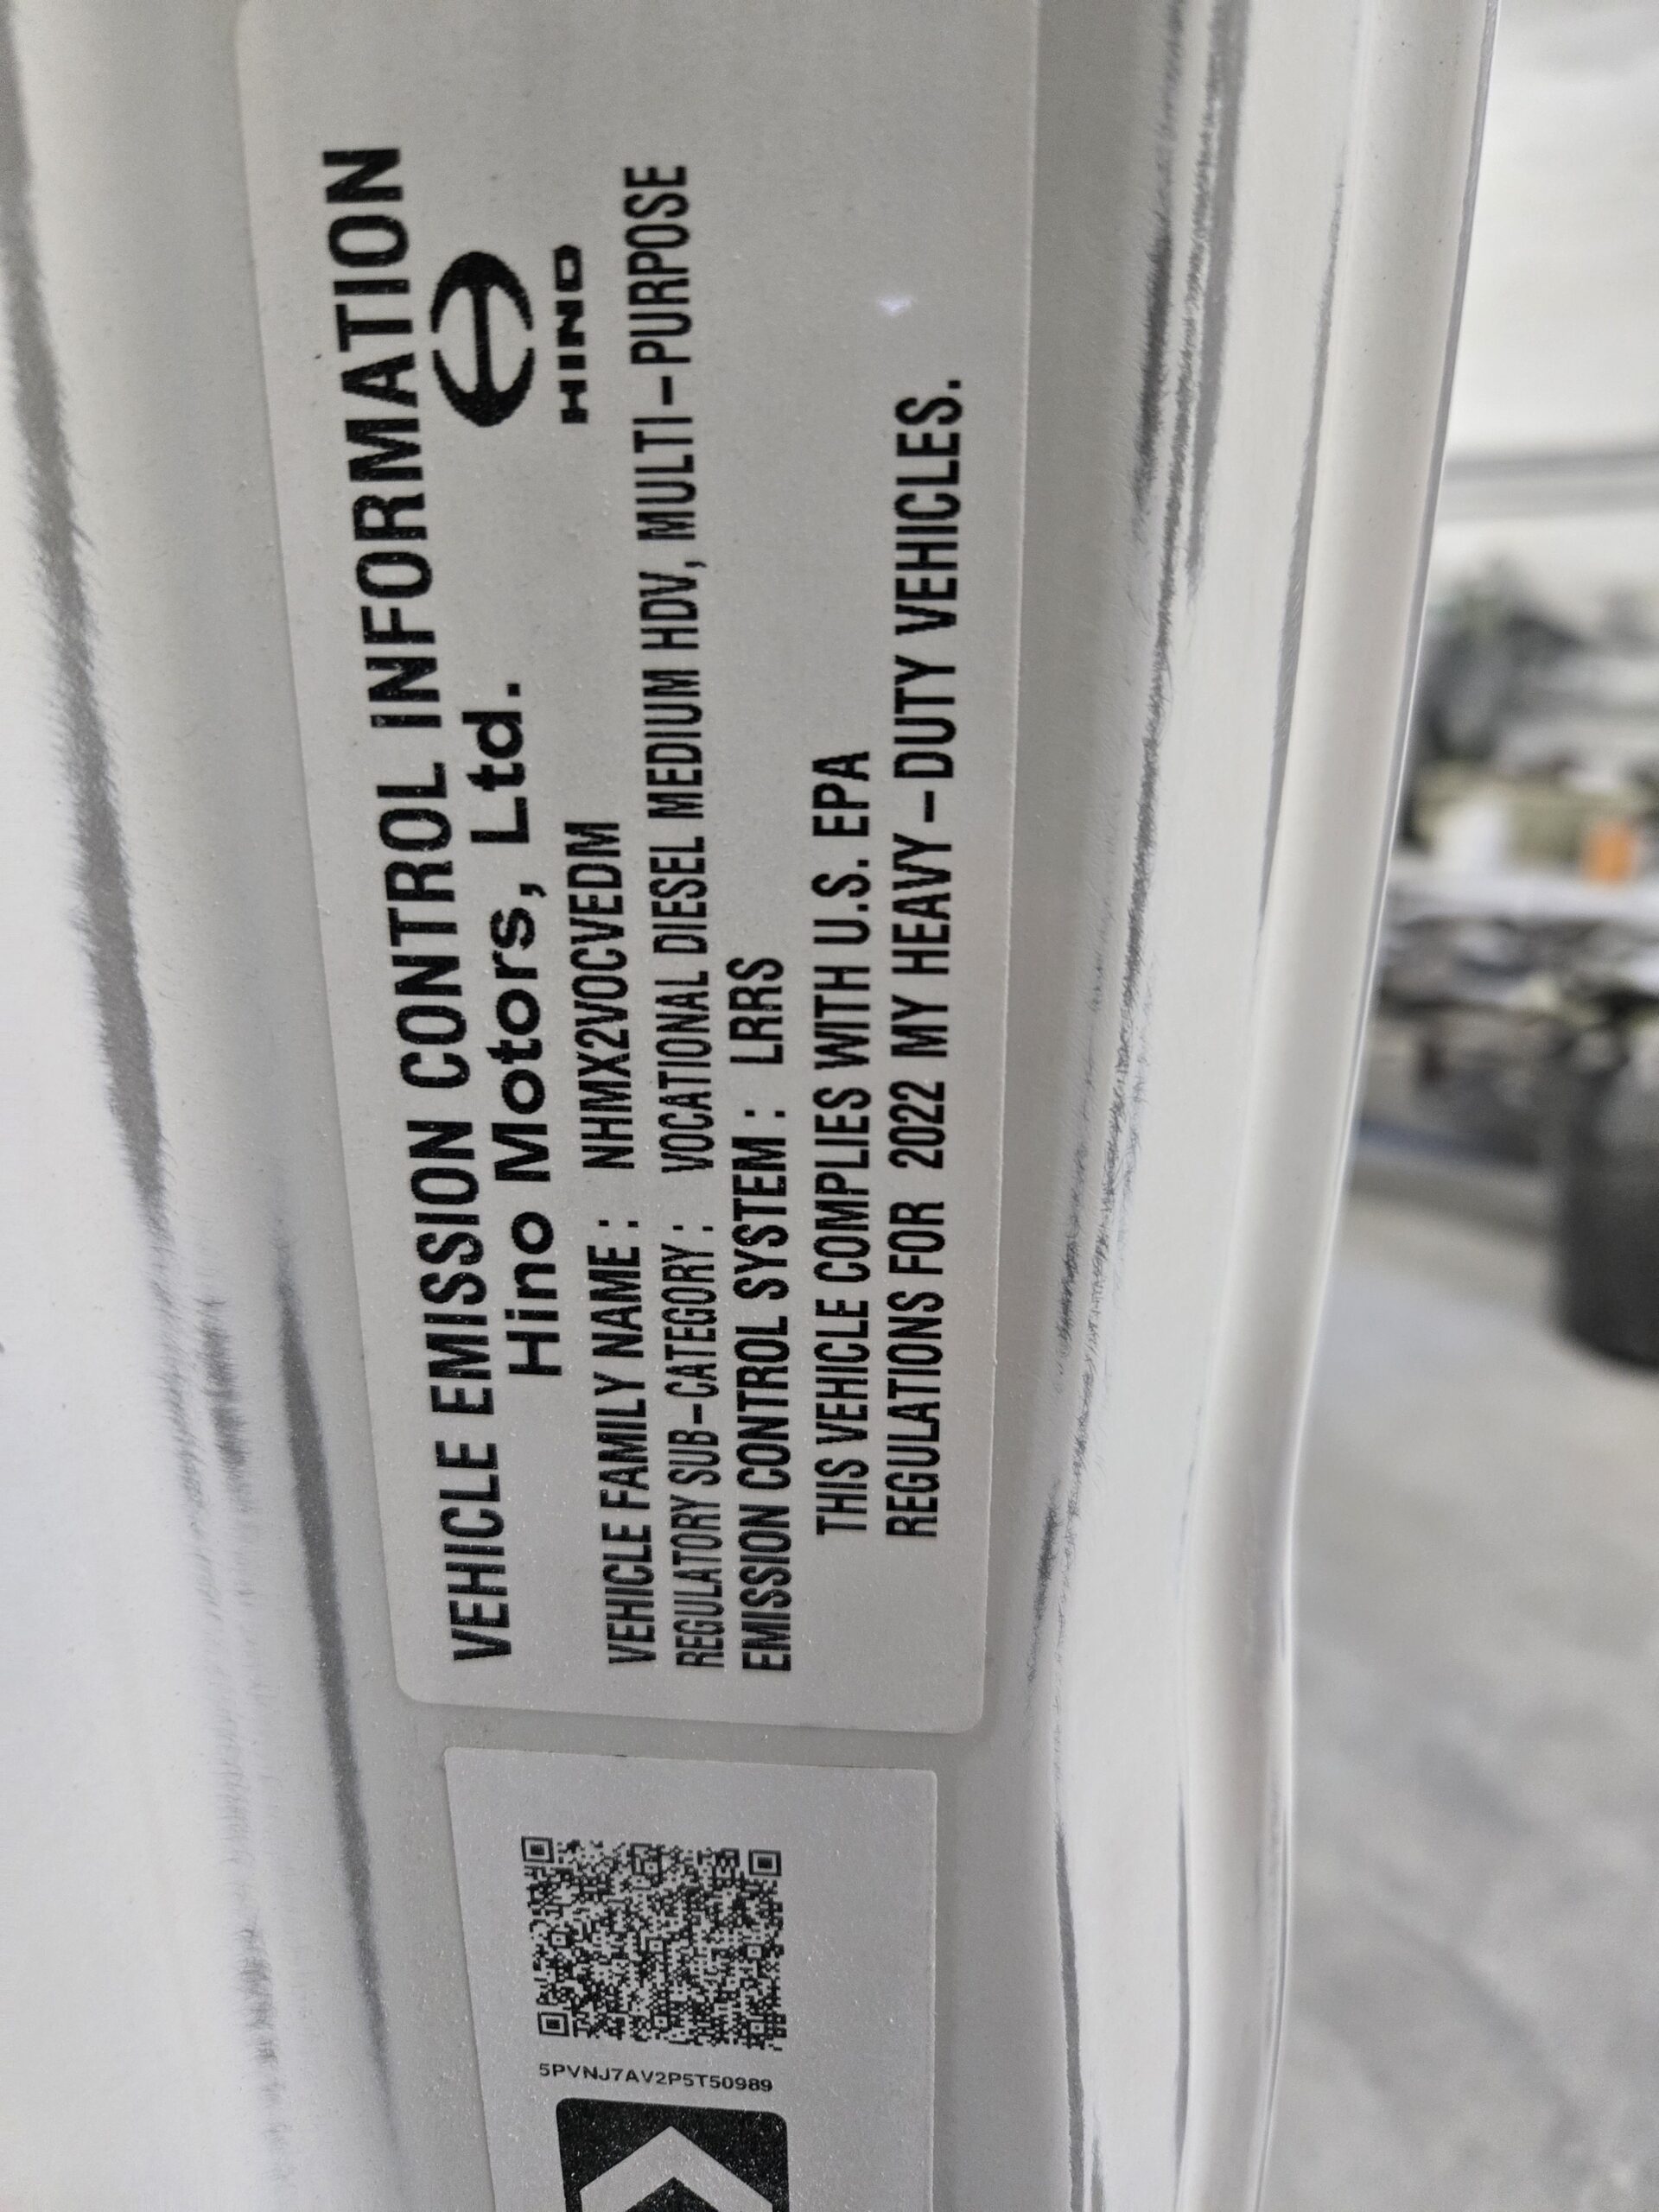 VEHICLE EMISSION CONTROL INFORMATION
Hino Motors, Ltd.
HINO
VEHICLE FAMILY NAME : NHMX2VOCVEDM
REGULATORY SUB-CATEGORY : VOCATIONAL DIESEL MEDIUM HDV, MULTI-PURPOSE
EMISSION CONTROL SYSTEM : LRRS
THIS VEHICLE COMPLIES WITH U.S. EPA
REGULATIONS FOR 2022 MY HEAVY-DUTY VEHICLES.
5PVNJ7AV2P5T50989